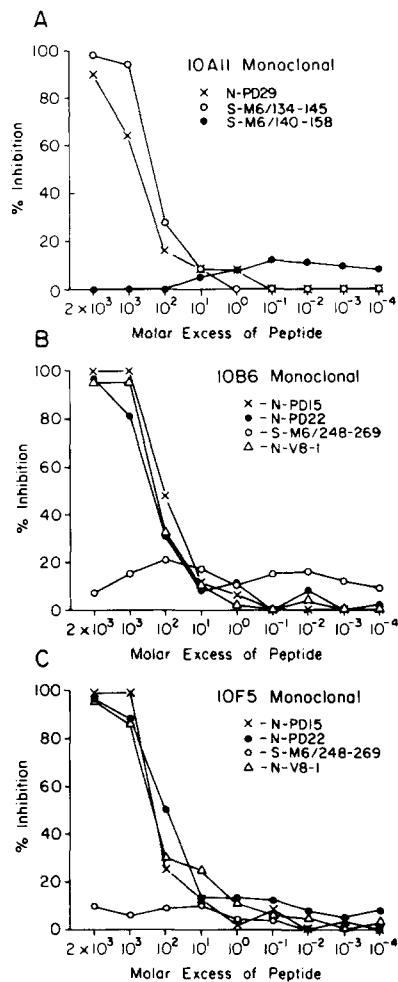 A
10A11 Monoclonal
× N-PD29
○ S-M6/134-145
● S-M6/140-158
% Inhibition
100
80
60
40
20
0
2×10³ 10³ 10² 10¹ 10⁰ 10⁻¹ 10⁻² 10⁻³ 10⁻⁴
Molar Excess of Peptide
B
10B6 Monoclonal
× - N-PD15
● - N-PD22
○ - S-M6/248-269
△ - N-V8-1
% Inhibition
100
80
60
40
20
0
2×10³ 10³ 10² 10¹ 10⁰ 10⁻¹ 10⁻² 10⁻³ 10⁻⁴
Molar Excess of Peptide
C
10F5 Monoclonal
× - N-PD15
● - N-PD22
○ - S-M6/248-269
△ - N-V8-1
% Inhibition
100
80
60
40
20
0
2×10³ 10³ 10² 10¹ 10⁰ 10⁻¹ 10⁻² 10⁻³ 10⁻⁴
Molar Excess of Peptide